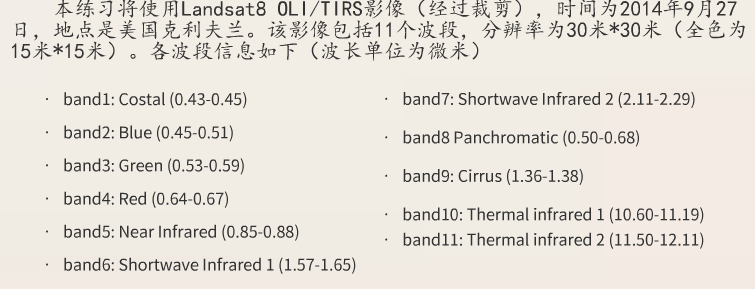 本练习将使用Landsat8 OLI/TIRS影像（经过裁剪），时间为2014年9月27
日，地点是美国克利夫兰。该影像包括11个波段，分辨率为30米*30米（全色为
15米*15米）。各波段信息如下（波长单位为微米）
· band1: Costal (0.43-0.45)
· band2: Blue (0.45-0.51)
· band3: Green (0.53-0.59)
· band4: Red (0.64-0.67)
· band5: Near Infrared (0.85-0.88)
· band6: Shortwave Infrared 1 (1.57-1.65)
· band7: Shortwave Infrared 2 (2.11-2.29)
· band8 Panchromatic (0.50-0.68)
· band9: Cirrus (1.36-1.38)
· band10: Thermal infrared 1 (10.60-11.19)
· band11: Thermal infrared 2 (11.50-12.11)